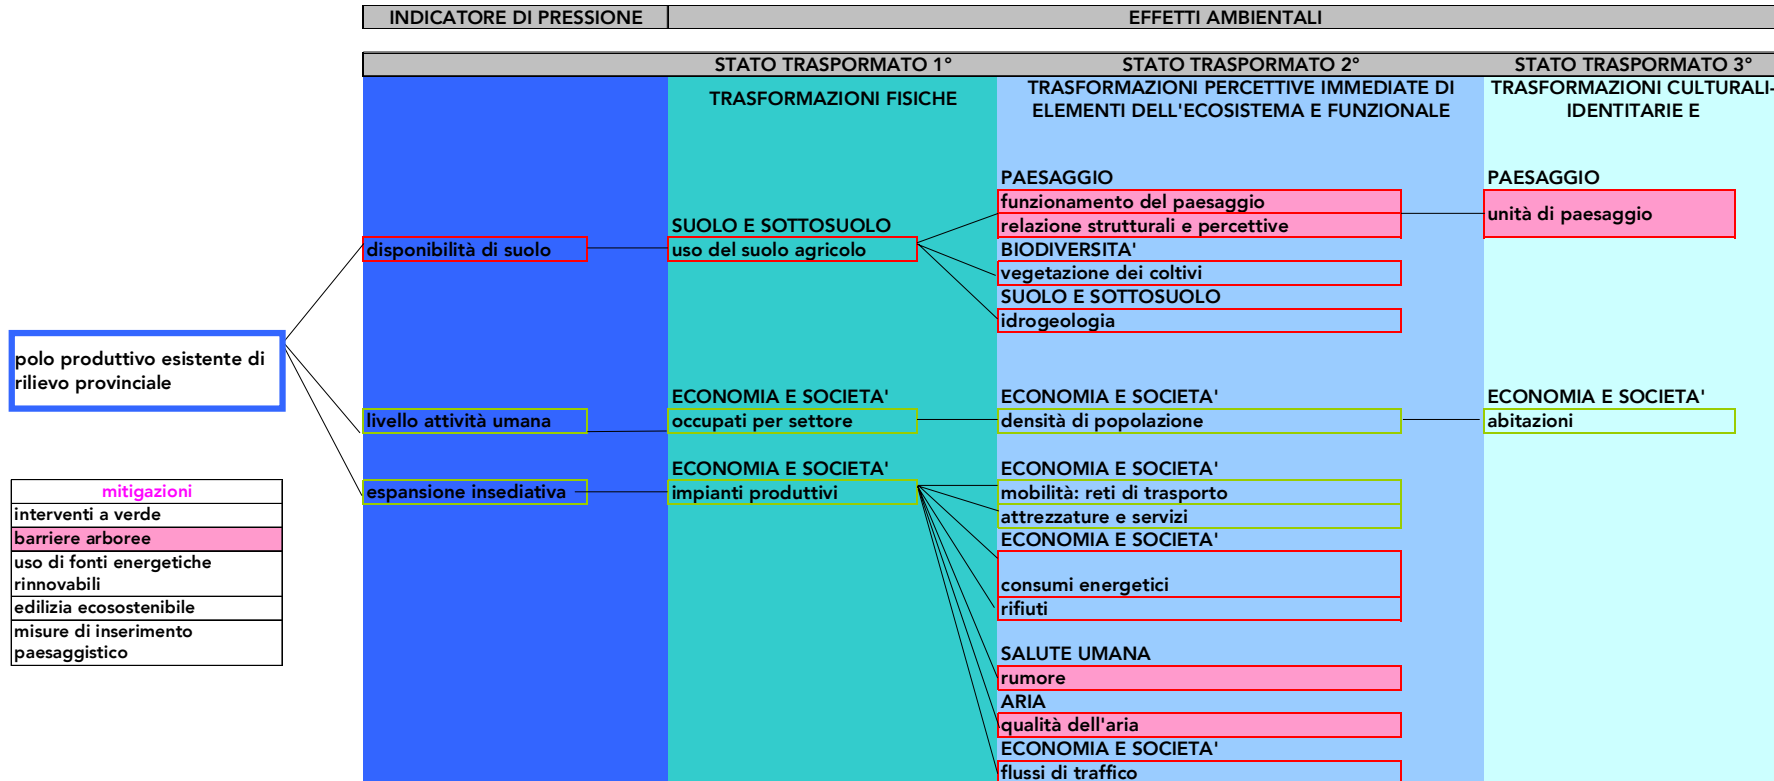 INDICATORE DI PRESSIONE
EFFETTI AMBIENTALI
STATO TRASPORMATO 1°
STATO TRASPORMATO 2°
STATO TRASPORMATO 3°
TRASFORMAZIONI FISICHE
TRASFORMAZIONI PERCETTIVE IMMEDIATE DI
ELEMENTI DELL'ECOSISTEMA E FUNZIONALE
TRASFORMAZIONI CULTURALI-
IDENTITARIE E
PAESAGGIO
PAESAGGIO
funzionamento del paesaggio
unità di paesaggio
SUOLO E SOTTOSUOLO
relazione strutturali e percettive
disponibilità di suolo
uso del suolo agricolo
BIODIVERSITA'
vegetazione dei coltivi
SUOLO E SOTTOSUOLO
idrogeologia
polo produttivo esistente di
rilievo provinciale
ECONOMIA E SOCIETA'
ECONOMIA E SOCIETA'
ECONOMIA E SOCIETA'
livello attività umana
occupati per settore
densità di popolazione
abitazioni
ECONOMIA E SOCIETA'
ECONOMIA E SOCIETA'
espansione insediativa
impianti produttivi
mobilità: reti di trasporto
attrezzature e servizi
ECONOMIA E SOCIETA'
consumi energetici
rifiuti
SALUTE UMANA
rumore
ARIA
qualità dell'aria
ECONOMIA E SOCIETA'
flussi di traffico
mitigazioni
interventi a verde
barriere arboree
uso di fonti energetiche
rinnovabili
edilizia ecosostenibile
misure di inserimento
paesaggistico